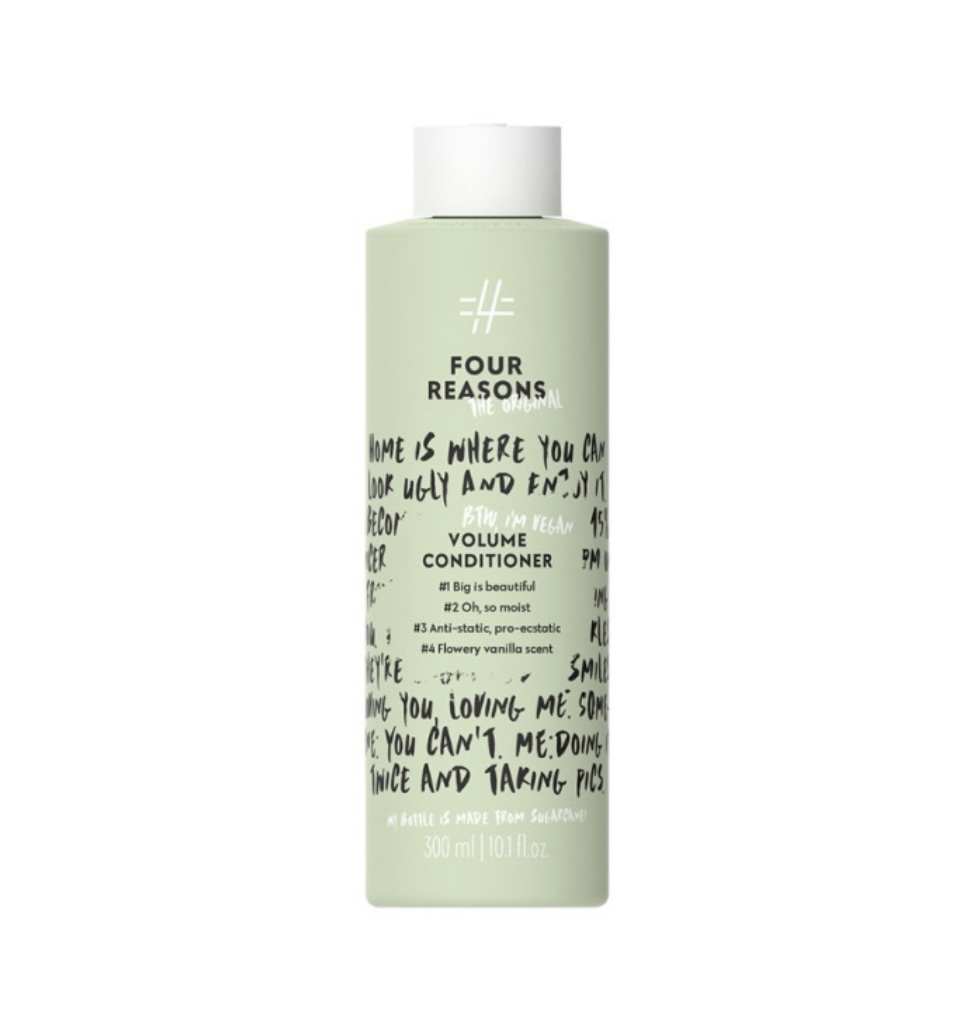 FOUR
REASONS
THE ORIGINAL
HOME IS WHERE YOU CAN
LOOK UGLY AND ENJOY IT.
BTW, I'M VEGAN
VOLUME
CONDITIONER
#1 Big is beautiful
#2 Oh, so moist
#3 Anti-static, pro-ecstatic
#4 Flowery vanilla scent
SMILE
YOU, LOVING ME.
YOU CAN'T. ME:DOING
TWICE AND TAKING PICS.
MY BOTTLE IS MADE FROM SUGARCANE!
300 ml | 10.1 fl.oz.